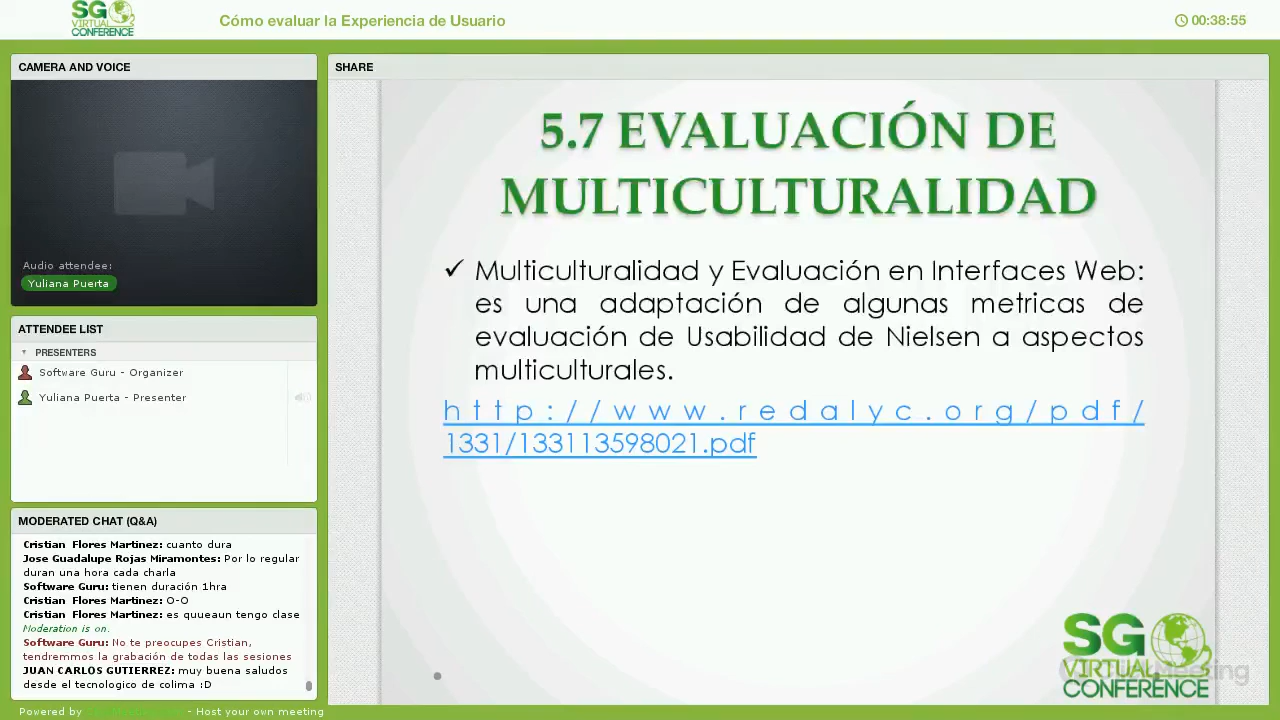 SG
VIRTUAL
CONFERENCE
Cómo evaluar la Experiencia de Usuario
00:38:55
CAMERA AND VOICE
Audio attendee:
Yuliana Puerta
ATTENDEE LIST
PRESENTERS
Software Guru - Organizer
Yuliana Puerta - Presenter
MODERATED CHAT (Q&A)
Cristian Flores Martinez: cuanto dura
Jose Guadalupe Rojas Miramontes: Por lo regular
duran una hora cada charla
Software Guru: tienen duración 1hra
Cristian Flores Martinez: O-O
Cristian Flores Martinez: es quueaun tengo clase
Moderation is on.
Software Guru: No te preocupes Cristian,
tendremmos la grabación de todas las sesiones
JUAN CARLOS GUTIERREZ: muy buena saludos
desde el tecnologico de colima :D
Powered by - Host your own meeting
SHARE
5.7 EVALUACIÓN DE
MULTICULTURALIDAD
✓ Multiculturalidad y Evaluación en Interfaces Web:
es una adaptación de algunas metricas de
evaluación de Usabilidad de Nielsen a aspectos
multiculturales.
http://www.redalyc.org/pdf/
1331/133113598021.pdf
SG
VIRTUAL
CONFERENCE